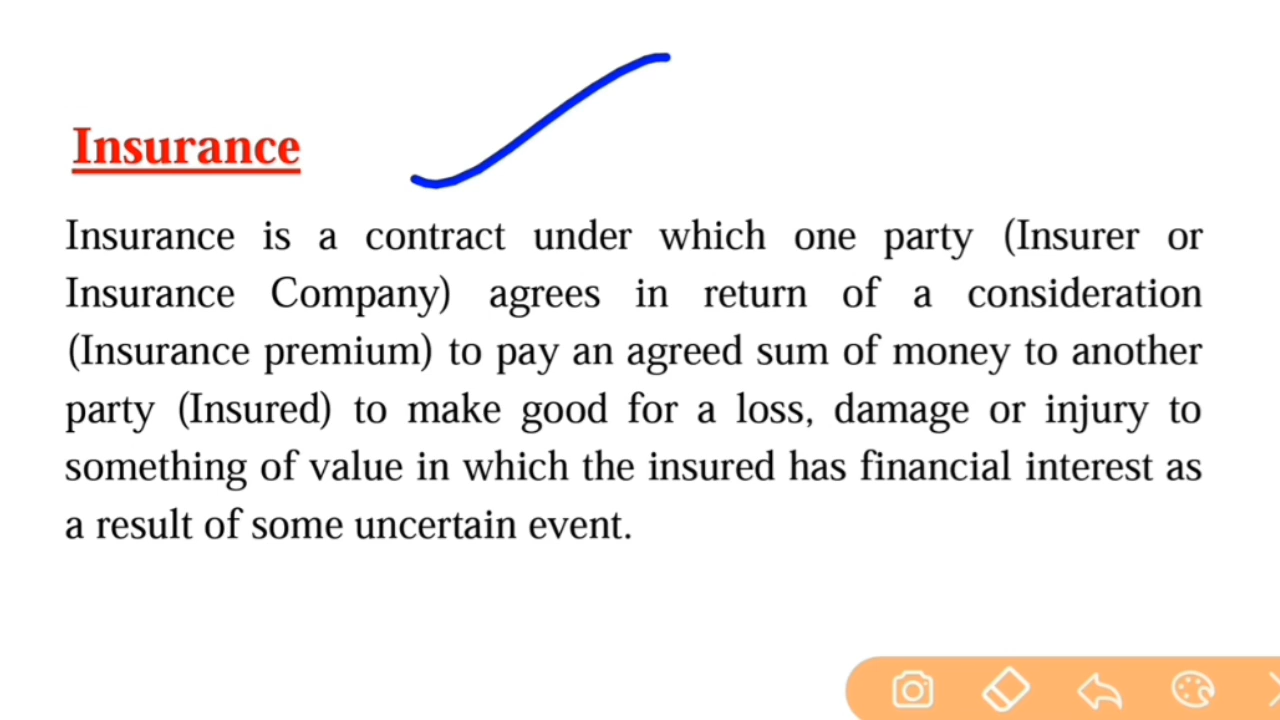 Insurance
Insurance is a contract under which one party (Insurer or
Insurance Company) agrees in return of a consideration
(Insurance premium) to pay an agreed sum of money to another
party (Insured) to make good for a loss, damage or injury to
something of value in which the insured has financial interest as
a result of some uncertain event.